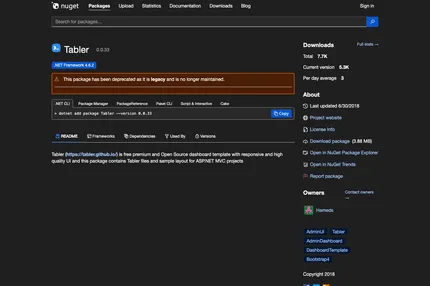 nuget
Packages
Upload
Statistics
Documentation
Downloads
Blog
Sign in
Search for packages...
Tabler 0.0.33
.NET Framework 4.6.2
This package has been deprecated as it is legacy and is no longer maintained.
.NET CLI
Package Manager
PackageReference
Paket CLI
Script & Interactive
Cake
> dotnet add package Tabler --version 0.0.33
Copy
README
Frameworks
Dependencies
Used By
Versions
Tabler (https://tabler.github.io/) is free premium and Open Source dashboard template with responsive and high
quality UI and this package contains Tabler files and sample layout for ASP.NET MVC projects
Downloads
Full stats →
Total 7.7K
Current version 5.3K
Per day average 3
About
Last updated 6/30/2018
Project website
License Info
Download package (3.86 MB)
Open in NuGet Package Explorer
Open in NuGet Trends
Report package
Owners
Contact owners
→
Hameds
AdminUI
Tabler
AdminDashboard
DashboardTemplate
Bootstrap4
Copyright 2018